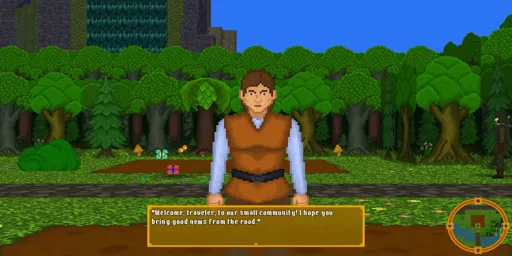 "Welcome, traveler, to our small community! I hope you
bring good news from the road."